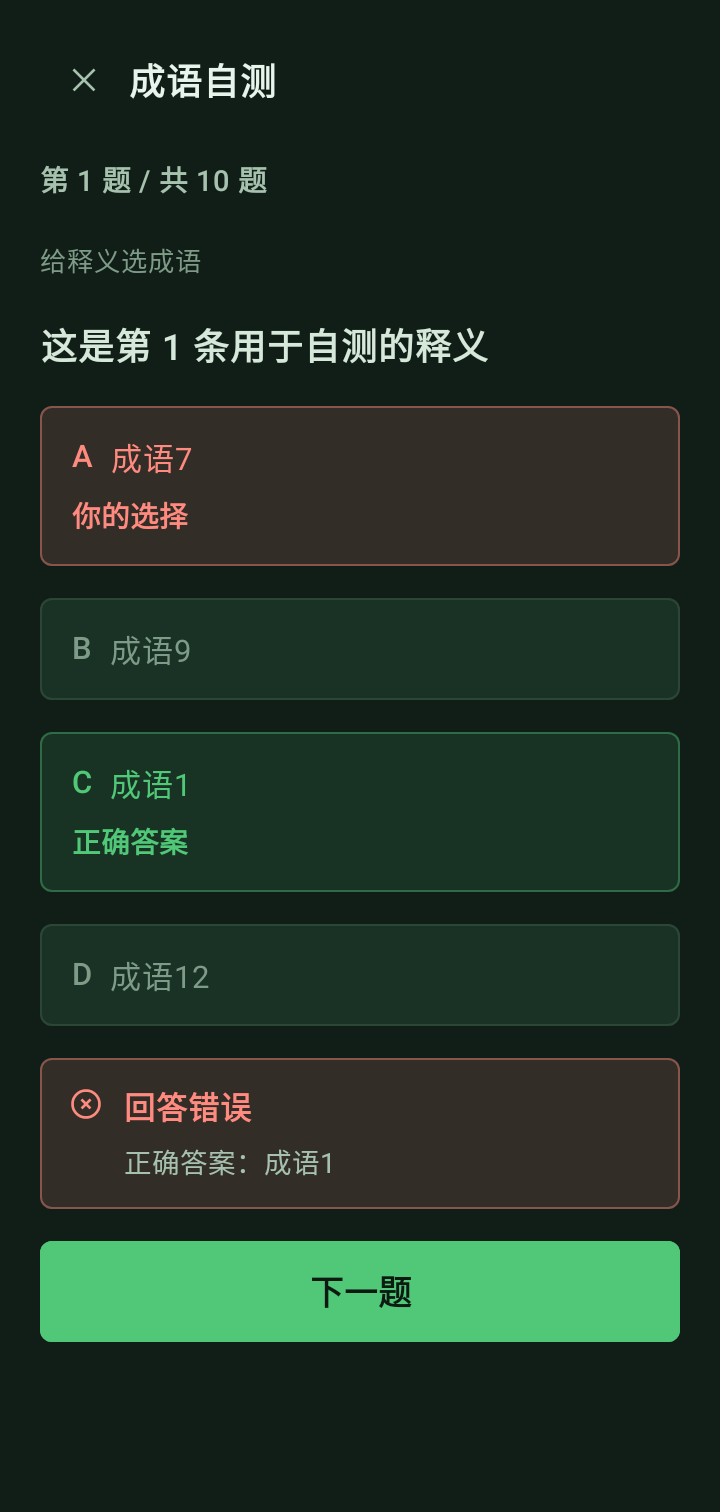 成语自测
第 1 题 / 共 10 题
给释义选成语
这是第 1 条用于自测的释义
A 成语7
你的选择
B 成语9
C 成语1
正确答案
D 成语12
回答错误
正确答案：成语1
下一题